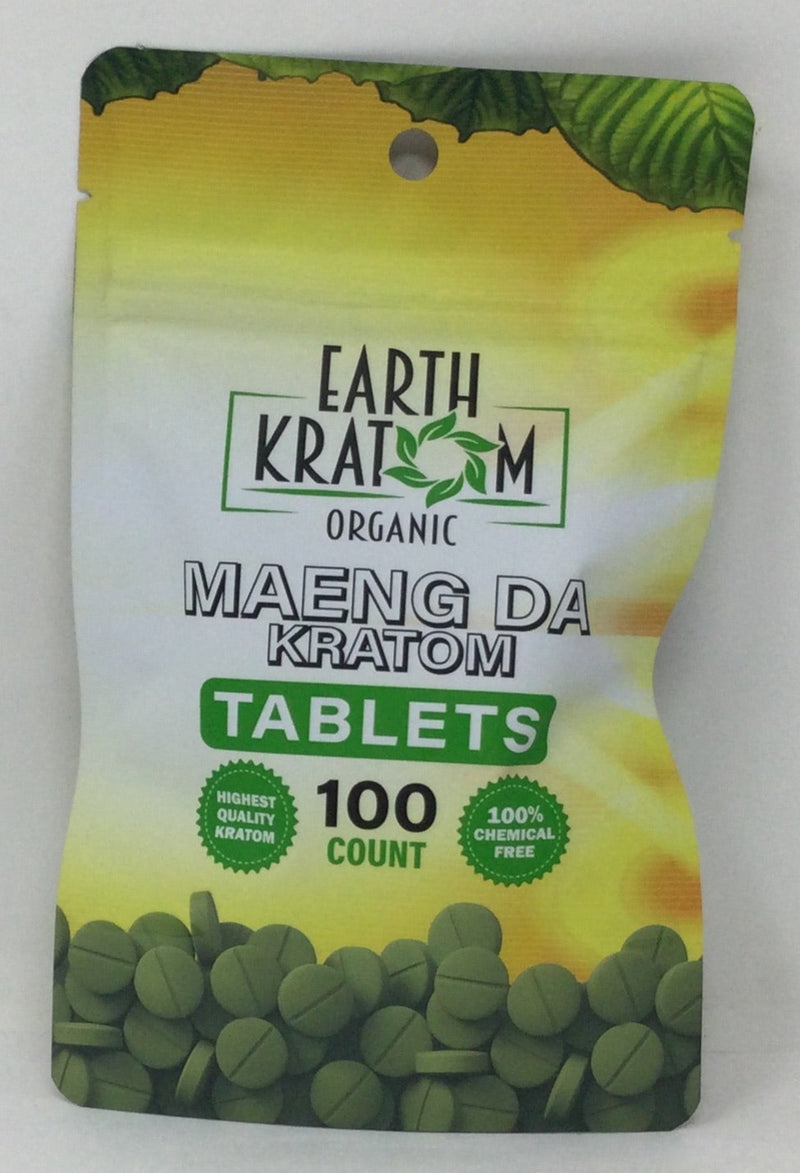 EARTH
KRATOM
ORGANIC
MAENG DA
KRATOM
TABLETS
HIGHEST
QUALITY
KRATOM
100
COUNT
100%
CHEMICAL
FREE